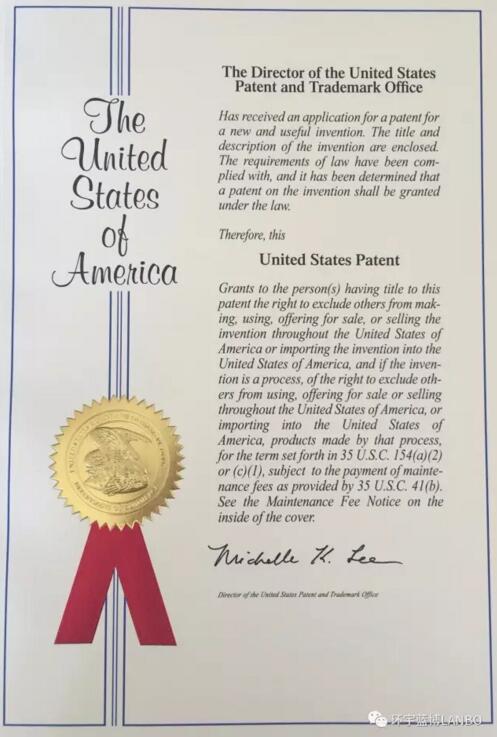 The
United
States
of
America
The Director of the United States
Patent and Trademark Office
Has received an application for a patent for
a new and useful invention. The title and
description of the invention are enclosed.
The requirements of law have been com-
plied with, and it has been determined that
a patent on the invention shall be granted
under the law.
Therefore, this
United States Patent
Grants to the person(s) having title to this
patent the right to exclude others from mak-
ing, using, offering for sale, or selling the
invention throughout the United States of
America or importing the invention into the
United States of America, and if the inven-
tion is a process, of the right to exclude oth-
ers from using, offering for sale or selling
throughout the United States of America, or
importing into the United States of
America, products made by that process,
for the term set forth in 35 U.S.C. 154(a)(2)
or (c)(1), subject to the payment of mainte-
nance fees as provided by 35 U.S.C. 41(b).
See the Maintenance Fee Notice on the
inside of the cover.
Michelle K. Lee
Director of the United States Patent and Trademark Office
环宇蓝博LANBO